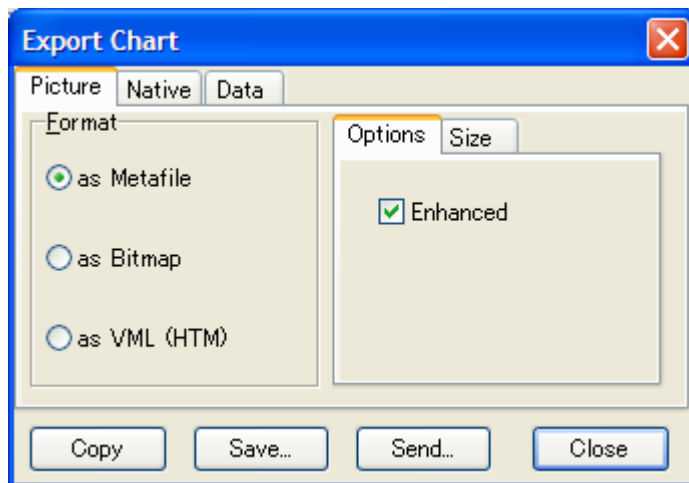 Export Chart
Picture Native Data
Format
as Metafile
as Bitmap
as VML (HTM)
Options Size
Enhanced
Copy Save... Send... Close